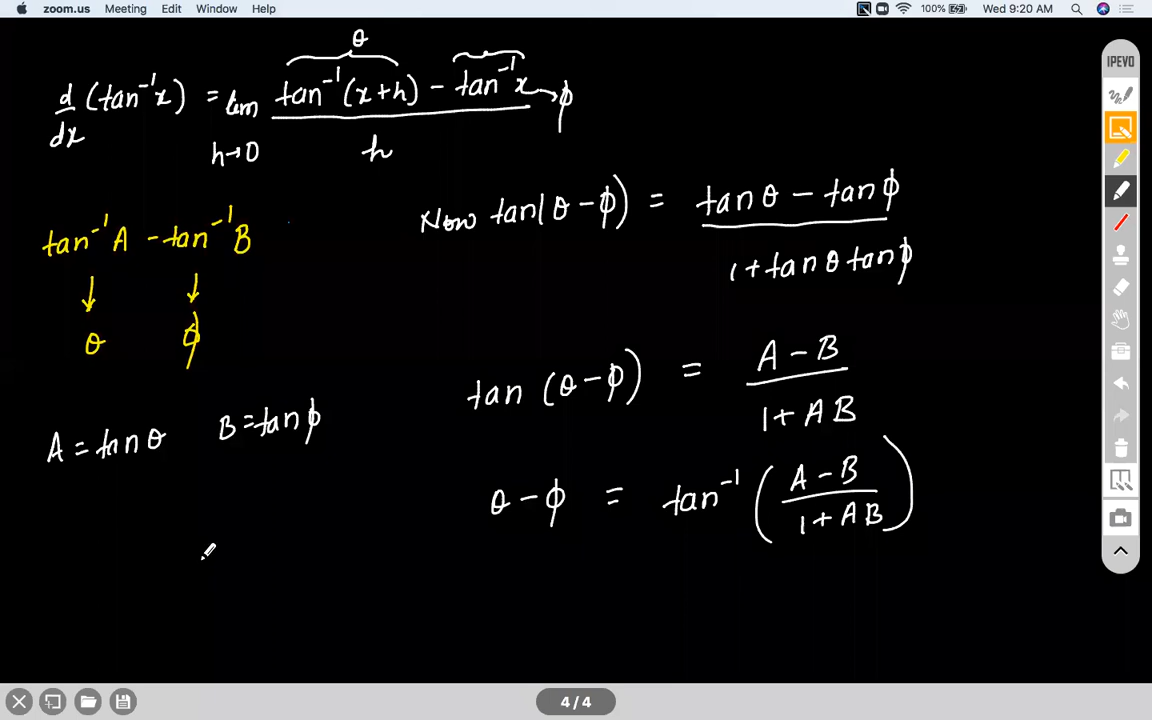 zoom.us Meeting Edit Window Help 100% Wed 9:20 AM
IPEVO
θ
d/dx (tan⁻¹x) = lim h→0 (tan⁻¹(x+h) − tan⁻¹x)/h → φ
Now tan(θ−φ) = (tanθ − tanφ)/(1+tanθ tanφ)
tan⁻¹A − tan⁻¹B
↓ ↓
θ φ
tan (θ−φ) = (A−B)/(1+AB)
A = tanθ B = tanφ
θ−φ = tan⁻¹((A−B)/(1+AB))
4/4